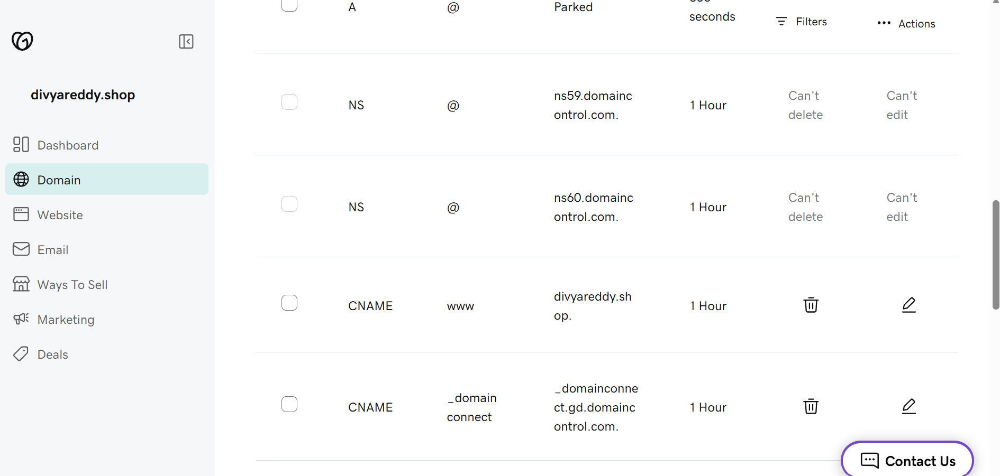 divyareddy.shop
Dashboard
Domain
Website
Email
Ways To Sell
Marketing
Deals
Filters
Actions
A @ Parked
seconds
NS @ ns59.domainc
ontrol.com. 1 Hour Can't
delete Can't
edit
NS @ ns60.domainc
ontrol.com. 1 Hour Can't
delete Can't
edit
CNAME www divyareddy.sh
op. 1 Hour
CNAME _domain
connect _domainconne
ct.gd.domainc
ontrol.com. 1 Hour
Contact Us